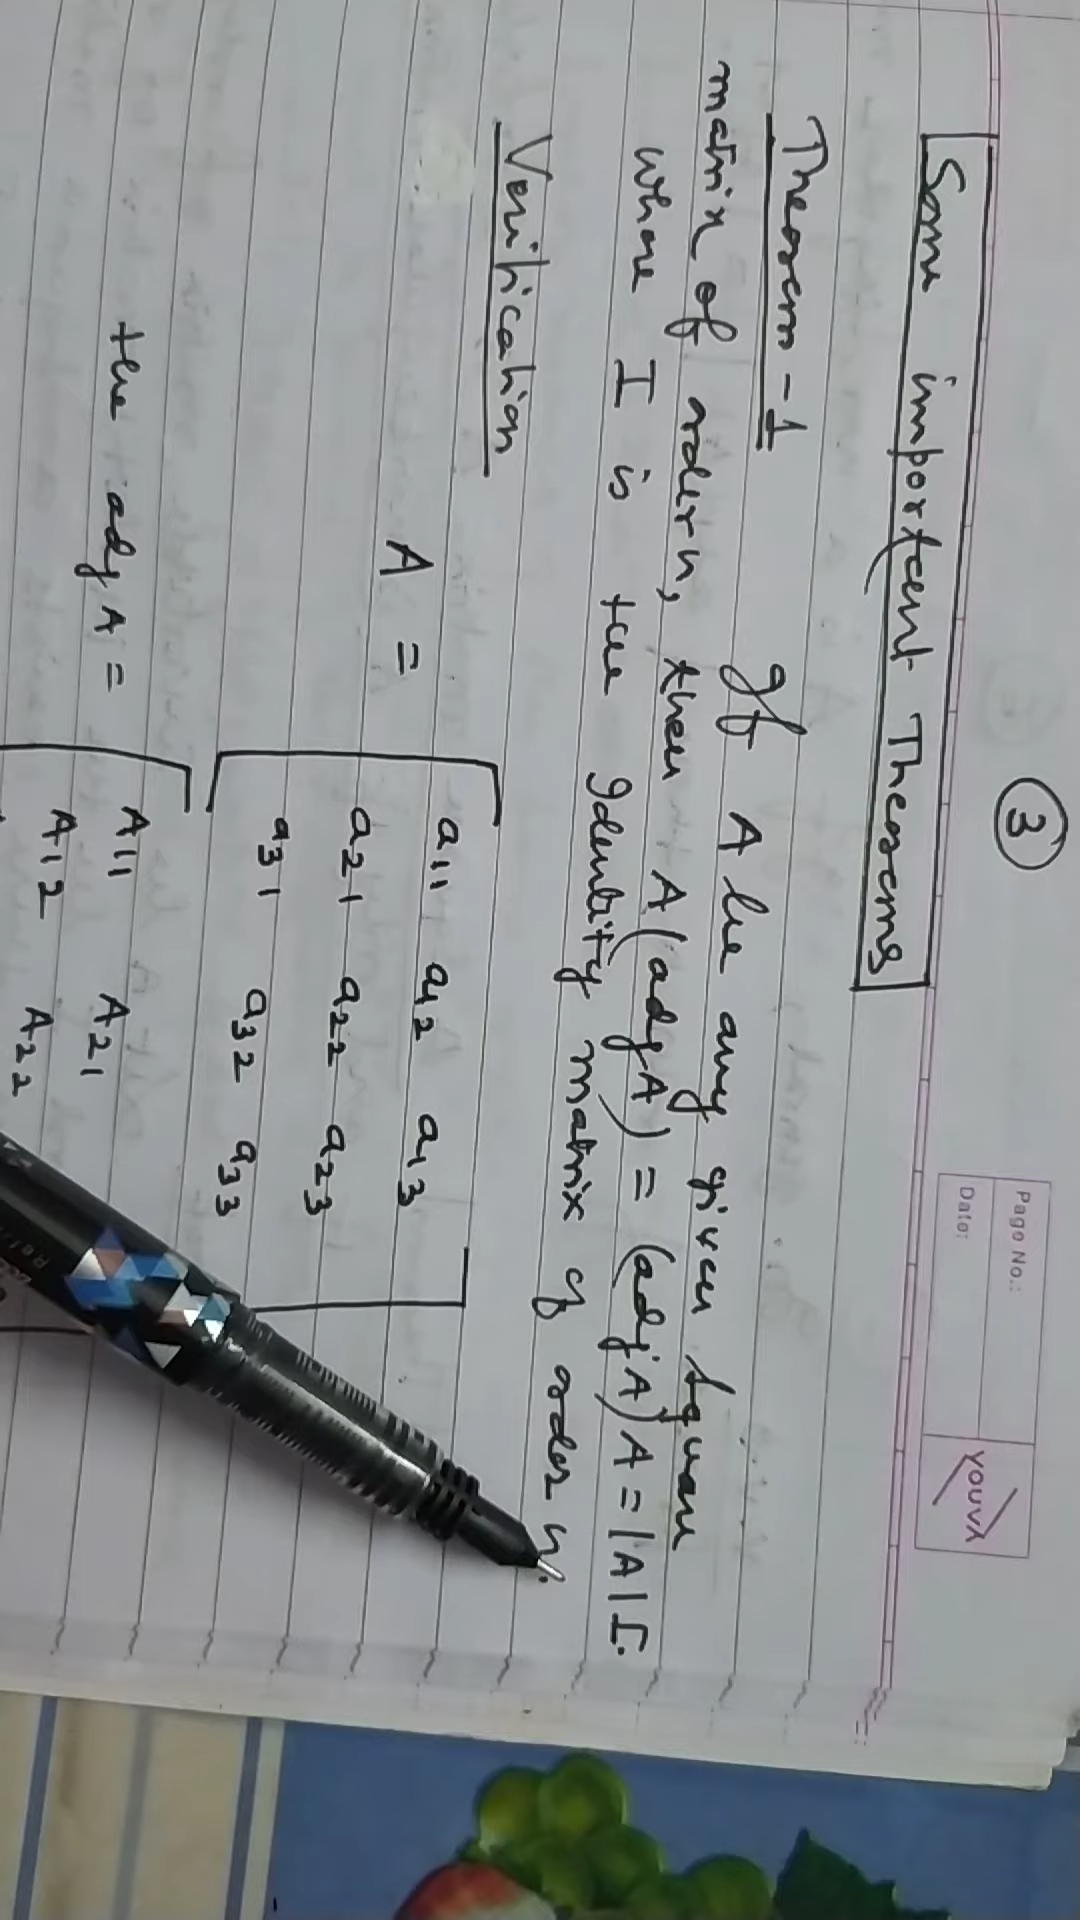 3
Page No.:
Date:
YOUVA
Some important Theorems
Theorem - 1 If A be any given square
matrix of order n, then A(adjA) = (adjA)A = |A|I.
where I is the Identity matrix of order n.
Verification
A =
a11 a12 a13
a21 a22 a23
a31 a32 a33
the adj A =
A11 A21
A12 A22